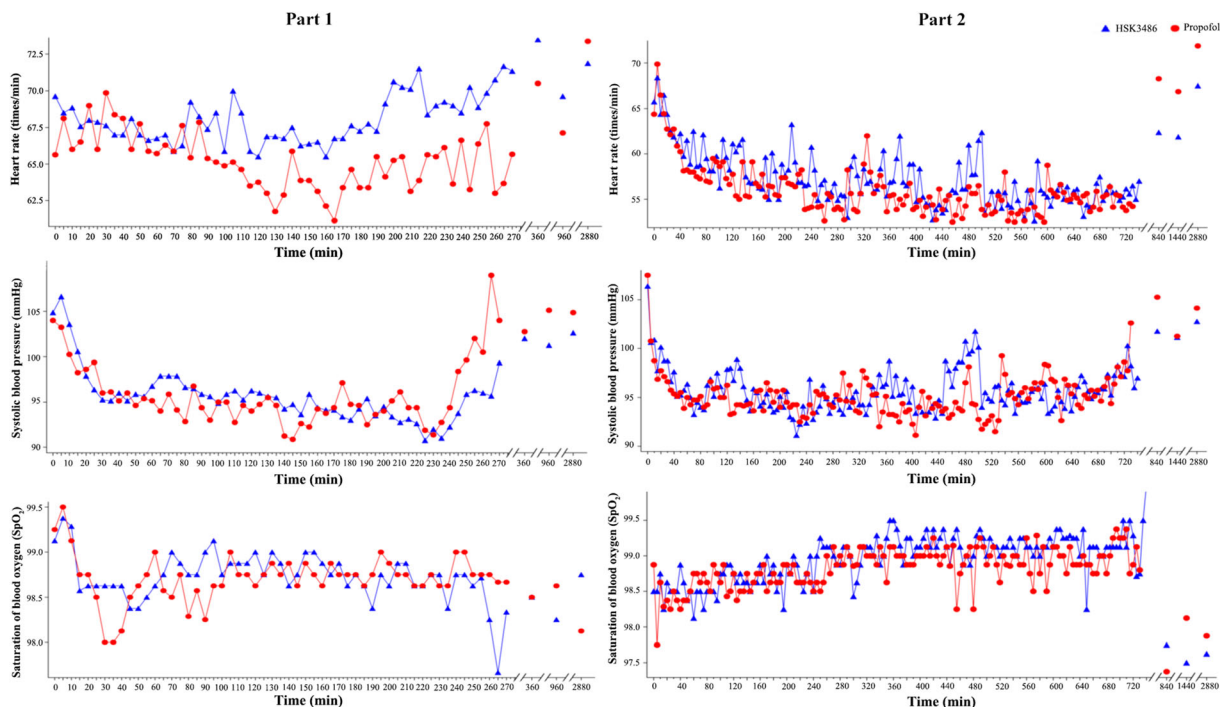 Part 1
Part 2
HSK3486
Propofol
Heart rate (times/min)
72.5
70.0
67.5
65.0
62.5
0 10 20 30 40 50 60 70 80 90 100 110 120 130 140 150 160 170 180 190 200 210 220 230 240 250 260 270 360 960 2880
Time (min)
Heart rate (times/min)
70
65
60
55
0 40 80 120 160 200 240 280 320 360 400 440 480 520 560 600 640 680 720 840 1440 2880
Time (min)
Systolic blood pressure (mmHg)
105
100
95
90
0 10 20 30 40 50 60 70 80 90 100 110 120 130 140 150 160 170 180 190 200 210 220 230 240 250 260 270 360 960 2880
Time (min)
Systolic blood pressure (mmHg)
105
100
95
90
0 40 80 120 160 200 240 280 320 360 400 440 480 520 560 600 640 680 720 840 1440 2880
Time (min)
Saturation of blood oxygen (SpO₂)
99.5
99.0
98.5
98.0
0 10 20 30 40 50 60 70 80 90 100 110 120 130 140 150 160 170 180 190 200 210 220 230 240 250 260 270 360 960 2880
Time (min)
Saturation of blood oxygen (SpO₂)
99.5
99.0
98.5
98.0
97.5
0 40 80 120 160 200 240 280 320 360 400 440 480 520 560 600 640 680 720 840 1440 2880
Time (min)